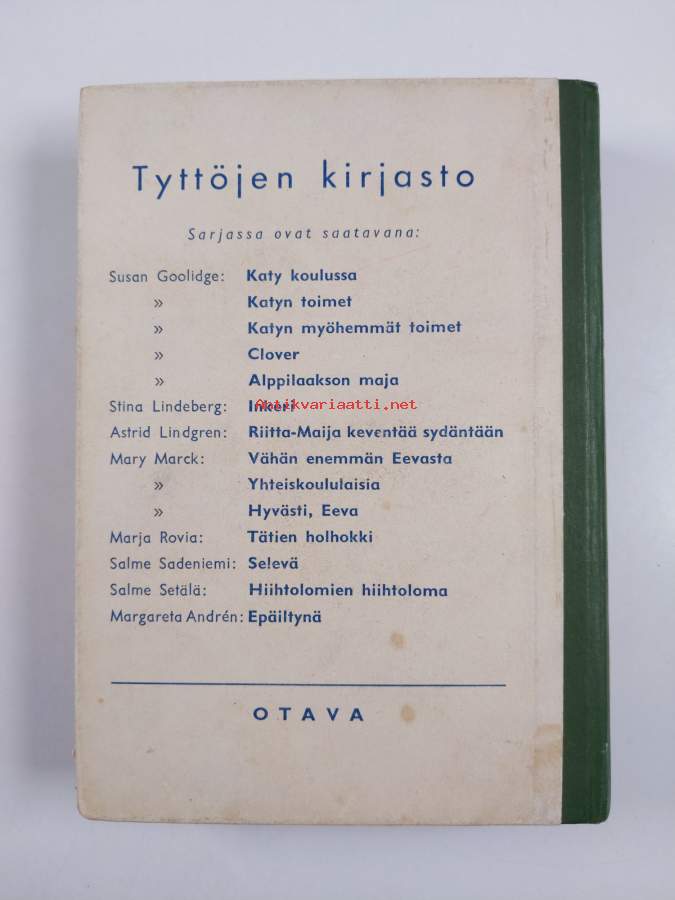 Tyttöjen kirjasto
Sarjassa ovat saatavana:
Susan Goolidge: Katy koulussa
» Katyn toimet
» Katyn myöhemmät toimet
» Clover
» Alppilaakson maja
Stina Lindeberg: Inkeri
Antikvariaatti.net
Astrid Lindgren: Riitta-Maija keventää sydäntään
Mary Marck: Vähän enemmän Eevasta
» Yhteiskoululaisia
» Hyvästi, Eeva
Marja Rovia: Tätien holhokki
Salme Sadeniemi: Selevä
Salme Setälä: Hiihtolomien hiihtoloma
Margareta Andrén: Epäiltynä
OTAVA